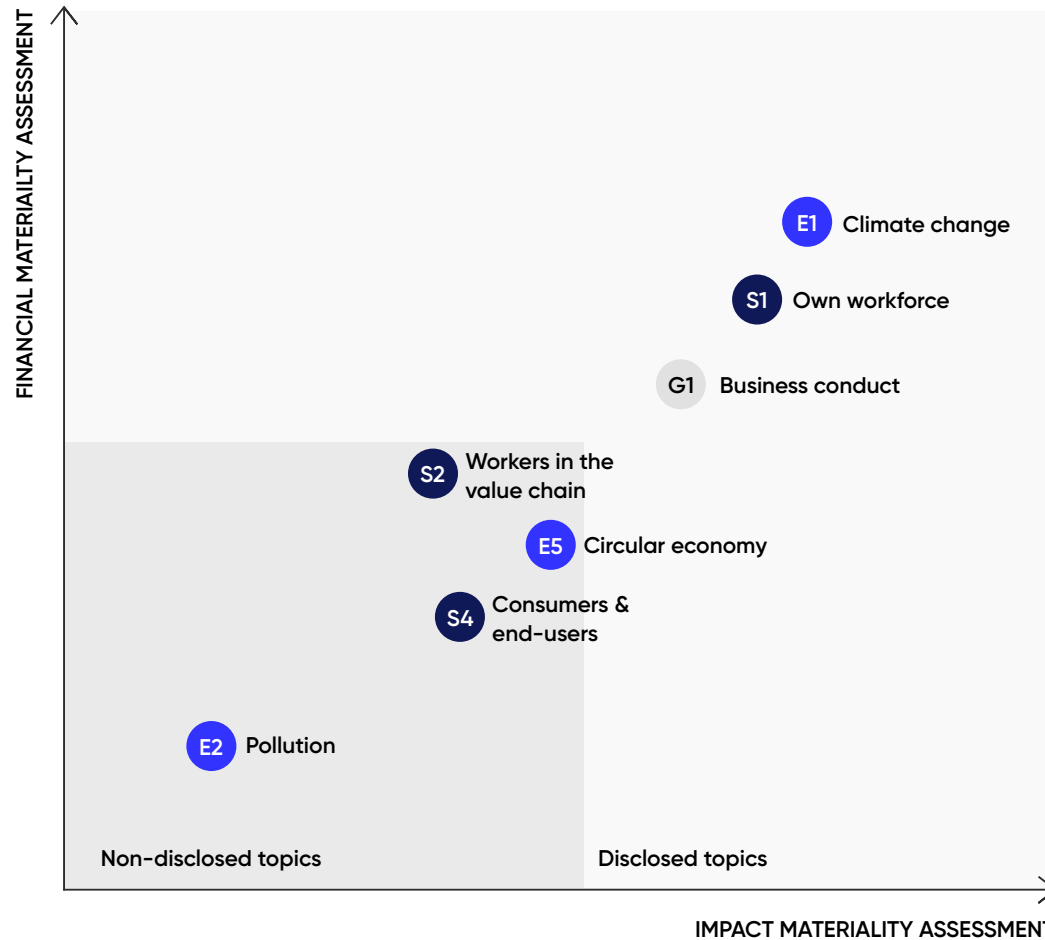 FINANCIAL MATERIAILTY ASSESSMENT
E1 Climate change
S1 Own workforce
G1 Business conduct
S2 Workers in the
value chain
E5 Circular economy
S4 Consumers &
end-users
E2 Pollution
Non-disclosed topics
Disclosed topics
IMPACT MATERIALITY ASSESSMENT